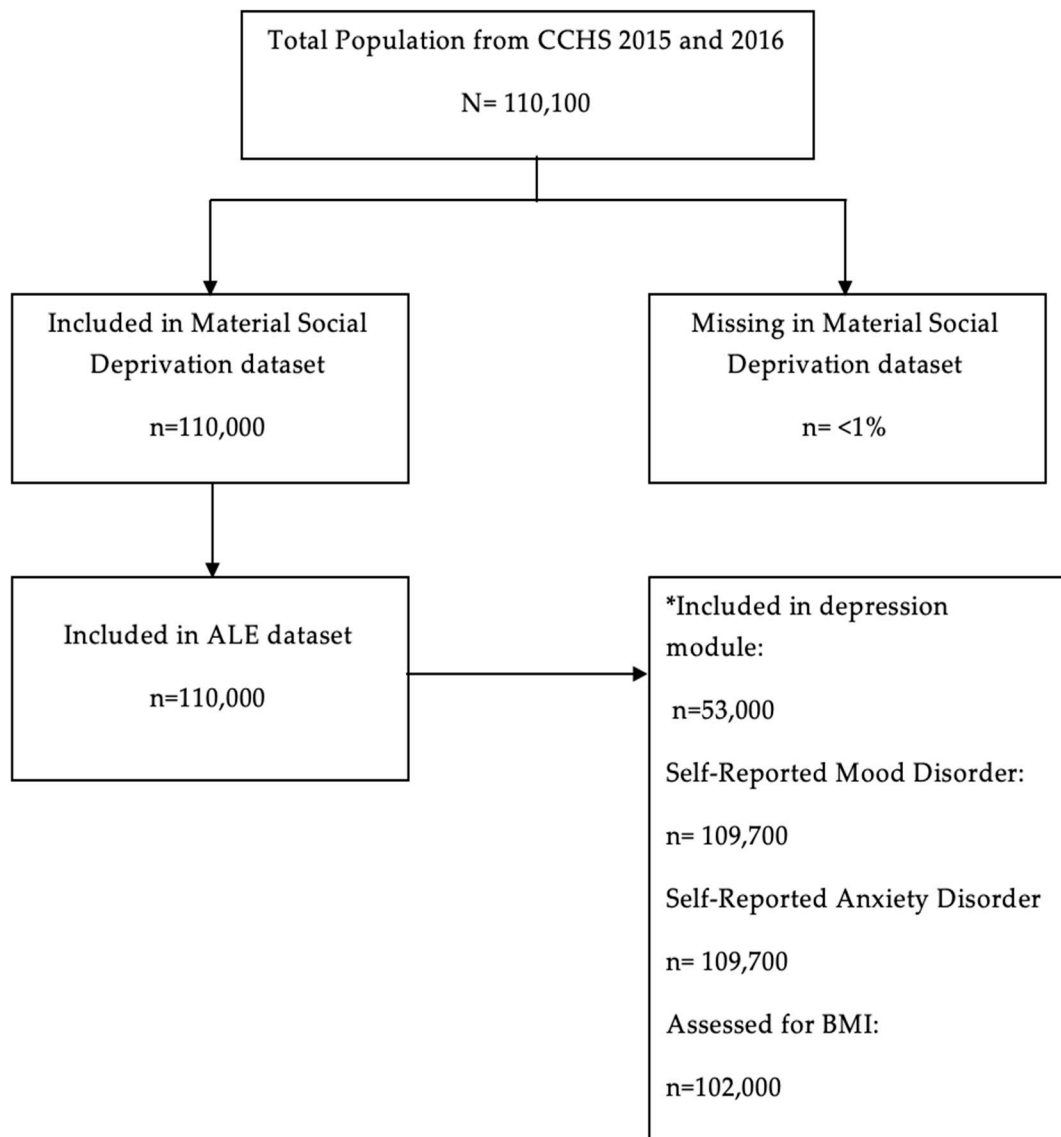 Total Population from CCHS 2015 and 2016
N= 110,100
Included in Material Social
Deprivation dataset
n=110,000
Missing in Material Social
Deprivation dataset
n= <1%
Included in ALE dataset
n=110,000
*Included in depression
module:
n=53,000
Self-Reported Mood Disorder:
n= 109,700
Self-Reported Anxiety Disorder
n= 109,700
Assessed for BMI:
n=102,000